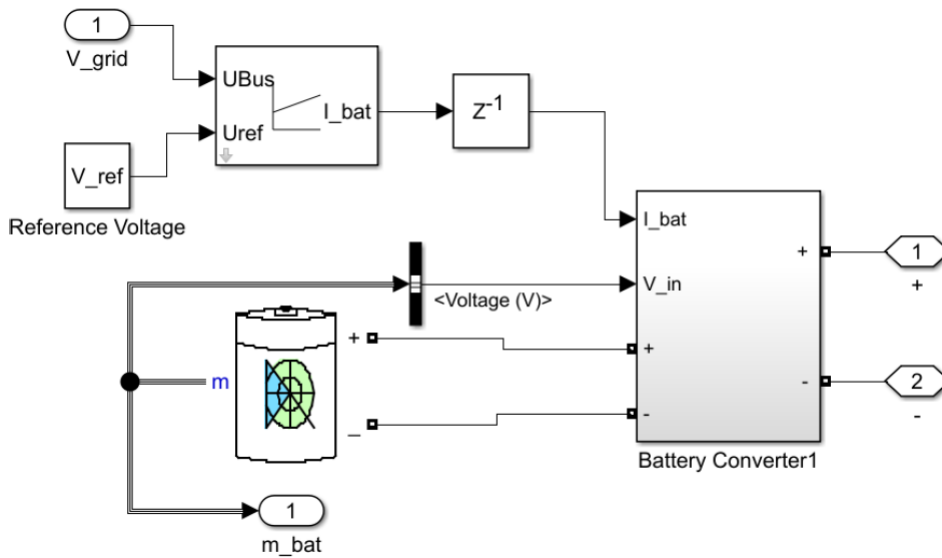 1
V_grid
UBus
Uref
I_bat
Z-1
V_ref
Reference Voltage
I_bat
V_in
+
-
+
-
Battery Converter1
1
+
2
-
<Voltage (V)>
m
+
_
1
m_bat